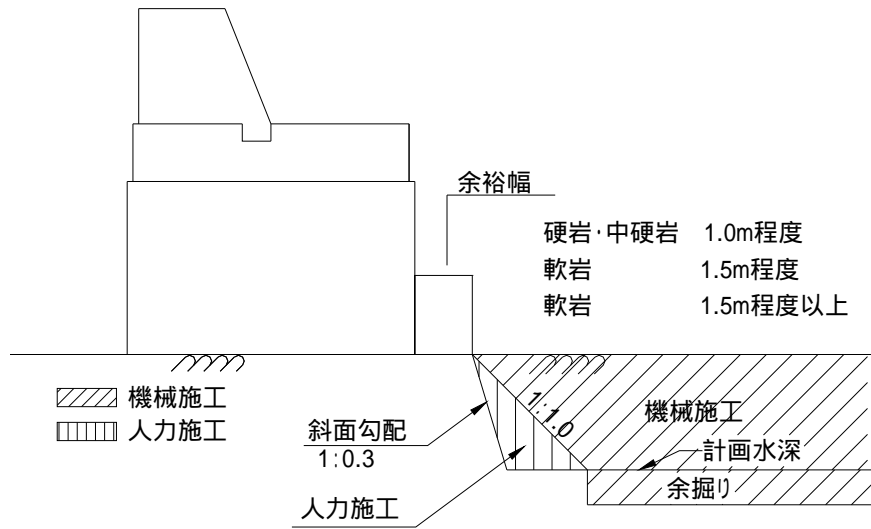 余裕幅
硬岩・中硬岩 1.0m程度
軟岩 1.5m程度
軟岩 1.5m程度以上
機械施工
人力施工
斜面勾配
1:0.3
人力施工
1:1.0
機械施工
計画水深
余掘り